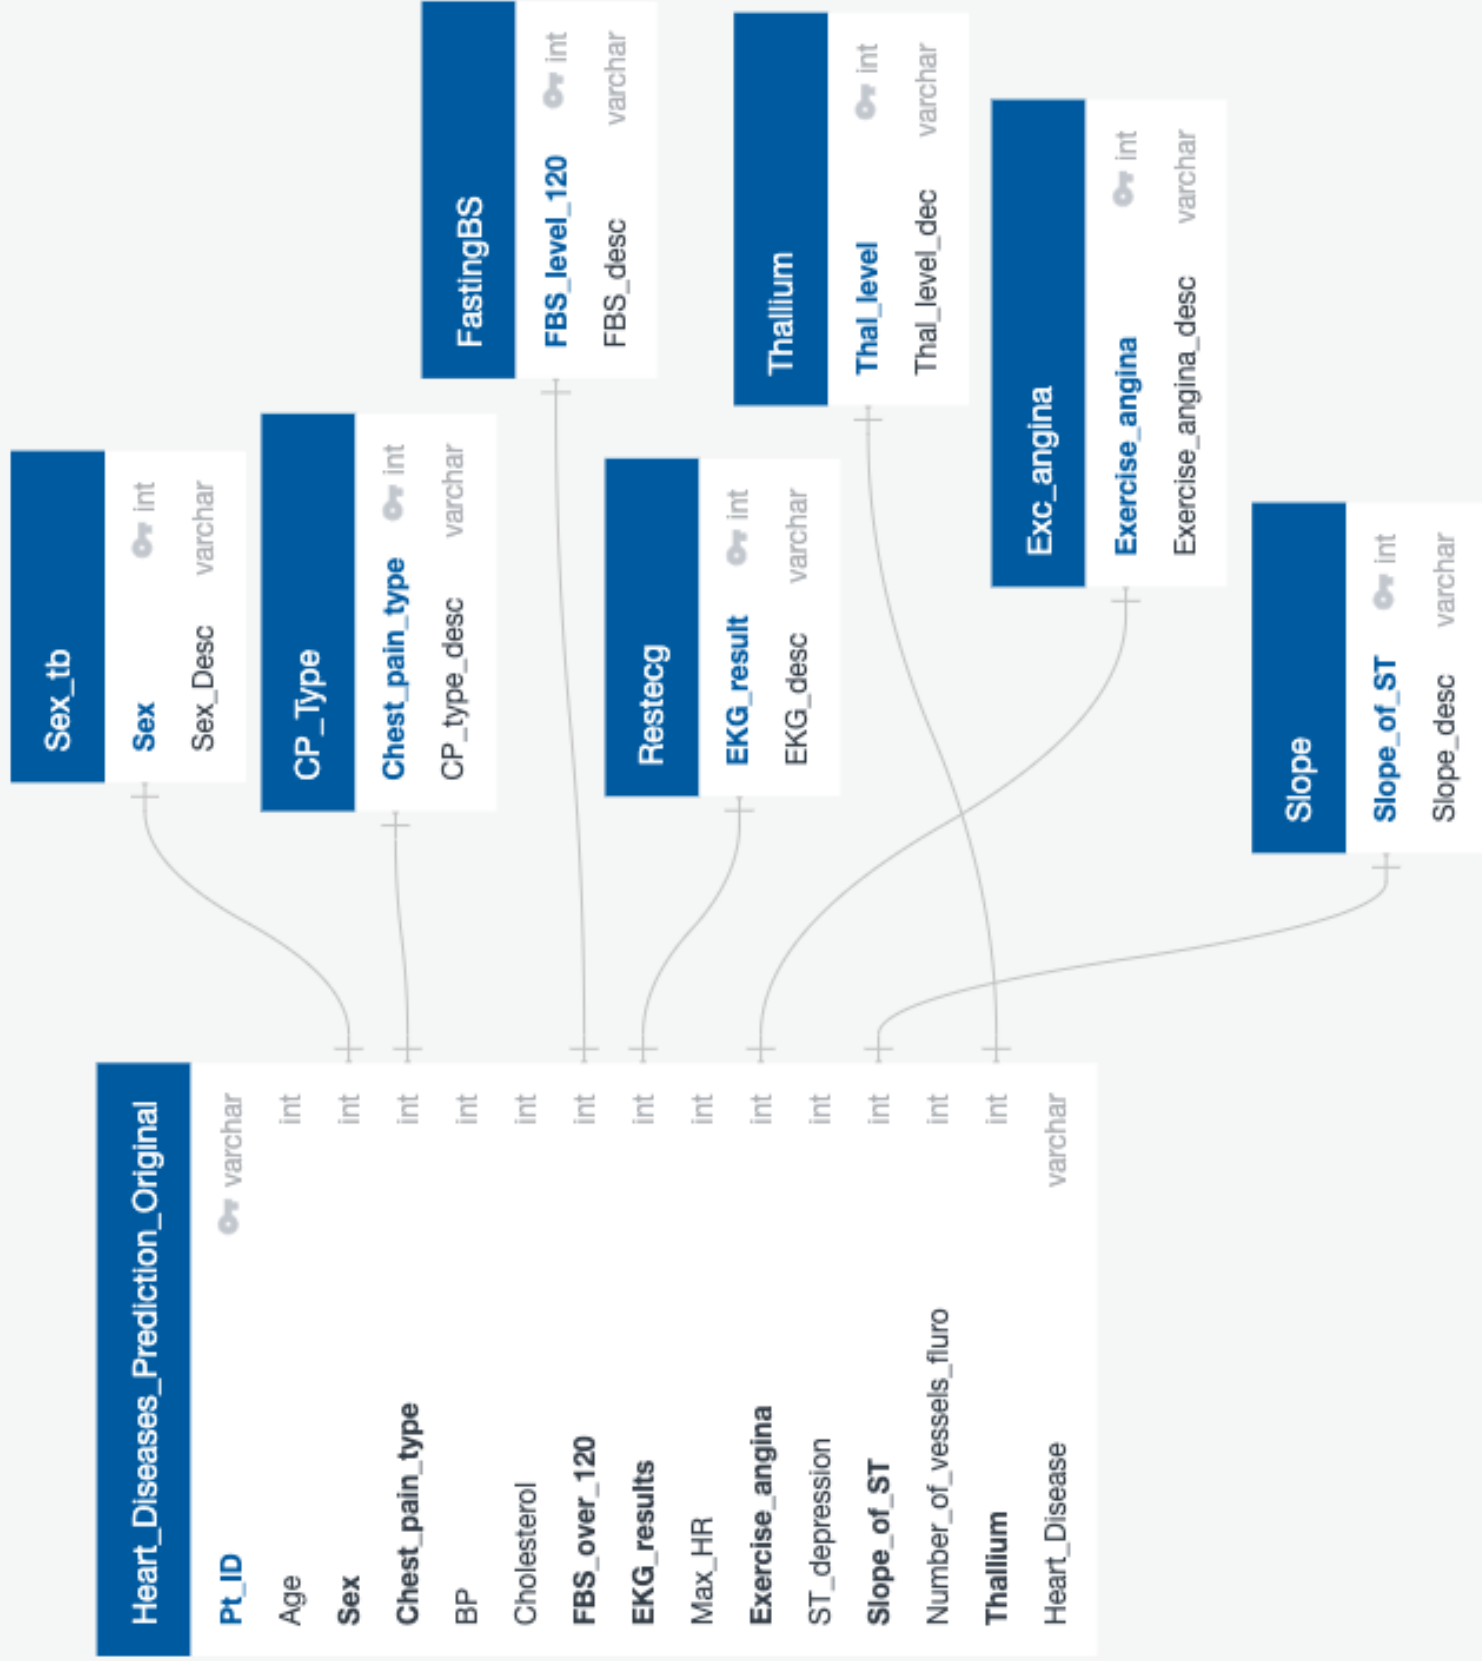 Heart_Diseases_Prediction_Original
Pt_ID varchar
Age int
Sex int
Chest_pain_type int
BP int
Cholesterol int
FBS_over_120 int
EKG_results int
Max_HR int
Exercise_angina int
ST_depression int
Slope_of_ST int
Number_of_vessels_fluro int
Thallium int
Heart_Disease varchar
Sex_tb
Sex int
Sex_Desc varchar
CP_Type
Chest_pain_type int
CP_type_desc varchar
FastingBS
FBS_level_120 int
FBS_desc varchar
Restecg
EKG_result int
EKG_desc varchar
Thallium
Thal_level int
Thal_level_dec varchar
Exc_angina
Exercise_angina int
Exercise_angina_desc varchar
Slope
Slope_of_ST int
Slope_desc varchar